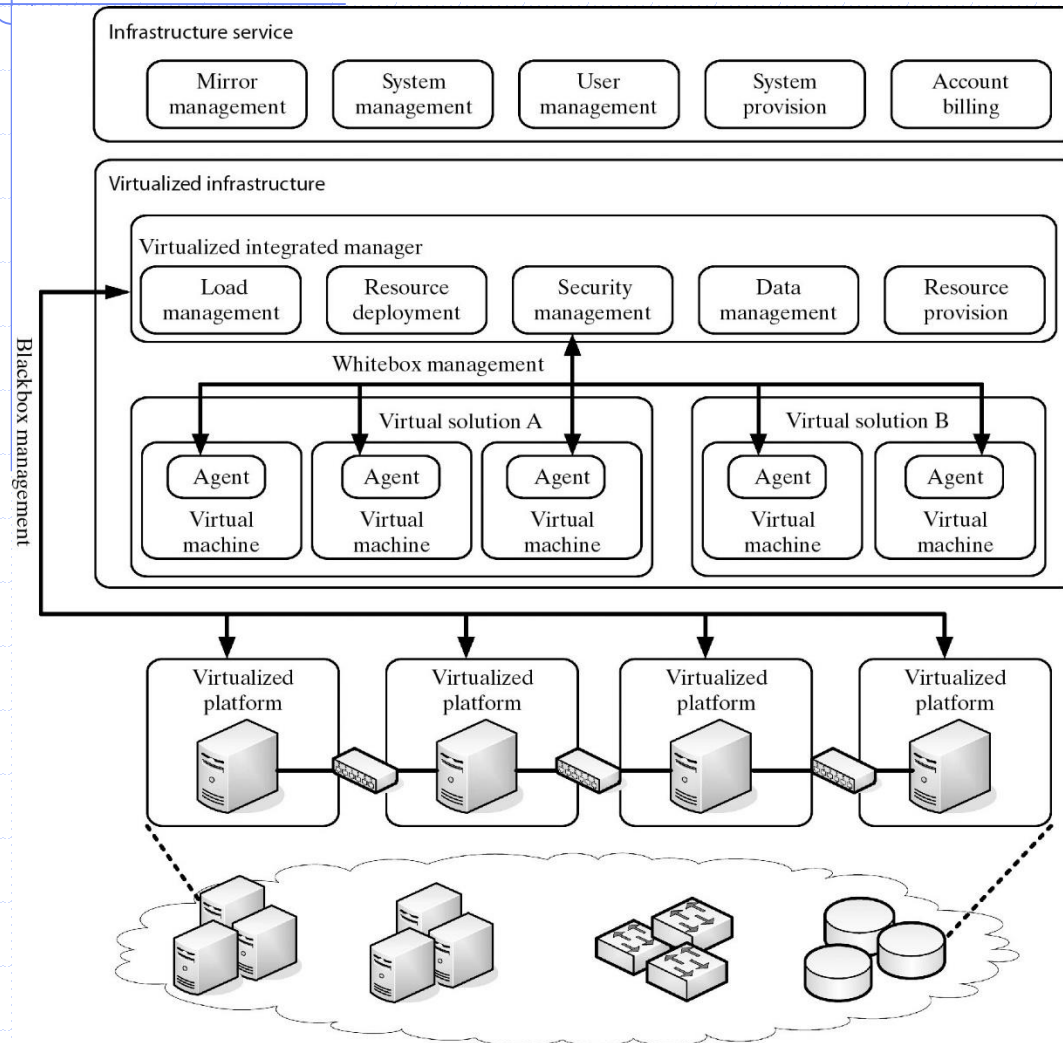 Infrastructure service
Mirror
management
System
management
User
management
System
provision
Account
billing
Virtualized infrastructure
Virtualized integrated manager
Load
management
Resource
deployment
Security
management
Data
management
Resource
provision
Blackbox management
Whitebox management
Virtual solution A
Agent
Virtual
machine
Agent
Virtual
machine
Agent
Virtual
machine
Virtual solution B
Agent
Virtual
machine
Agent
Virtual
machine
Virtualized
platform
Virtualized
platform
Virtualized
platform
Virtualized
platform